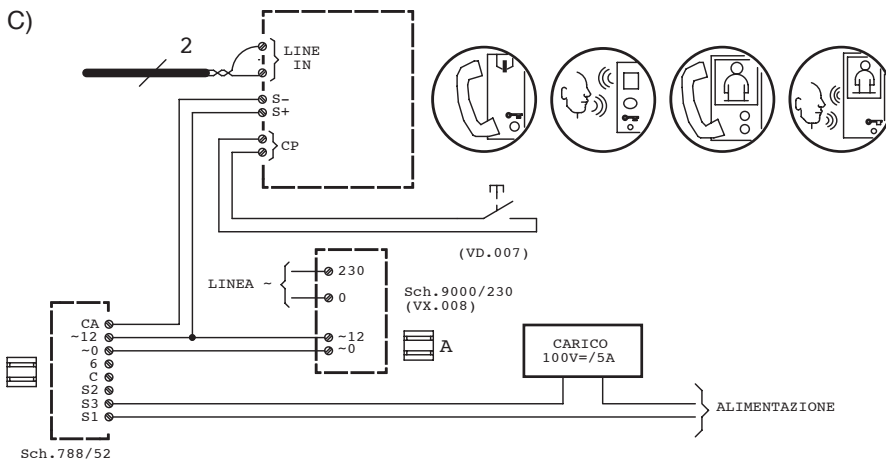 C)
2
LINE
IN
S-
S+
CP
(VD.007)
LINEA ~
230
0
Sch.9000/230
(VX.008)
~12
~0
A
CARICO
100V=/5A
ALIMENTAZIONE
CA
~12
~0
6
C
S2
S3
S1
Sch.788/52